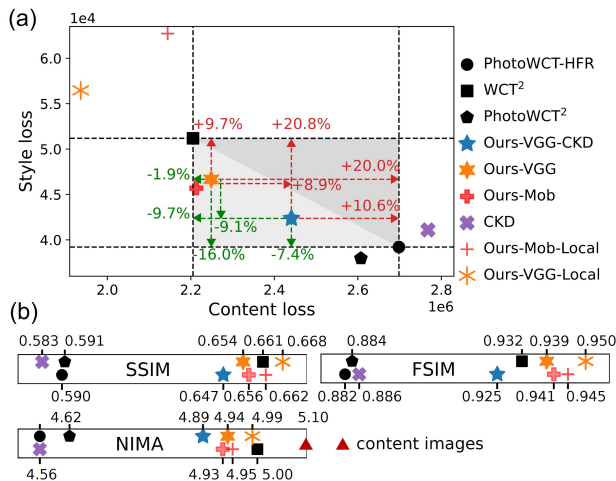 (a)
1e4
6.0
5.5
5.0
4.5
4.0
Style loss
+9.7%
+20.8%
-1.9%
+20.0%
+8.9%
-9.7%
+10.6%
-9.1%
-16.0%
-7.4%
2.0
2.2
2.4
2.6
2.8
1e6
Content loss
PhotoWCT-HFR
WCT²
PhotoWCT²
Ours-VGG-CKD
Ours-VGG
Ours-Mob
CKD
Ours-Mob-Local
Ours-VGG-Local
(b)
0.583 0.591 0.654 0.661 0.668
SSIM
0.590 0.647 0.656 0.662
0.884 0.932 0.939 0.950
FSIM
0.882 0.886 0.925 0.941 0.945
4.62 4.89 4.94 4.99 5.10
NIMA
4.56 4.93 4.95 5.00
content images